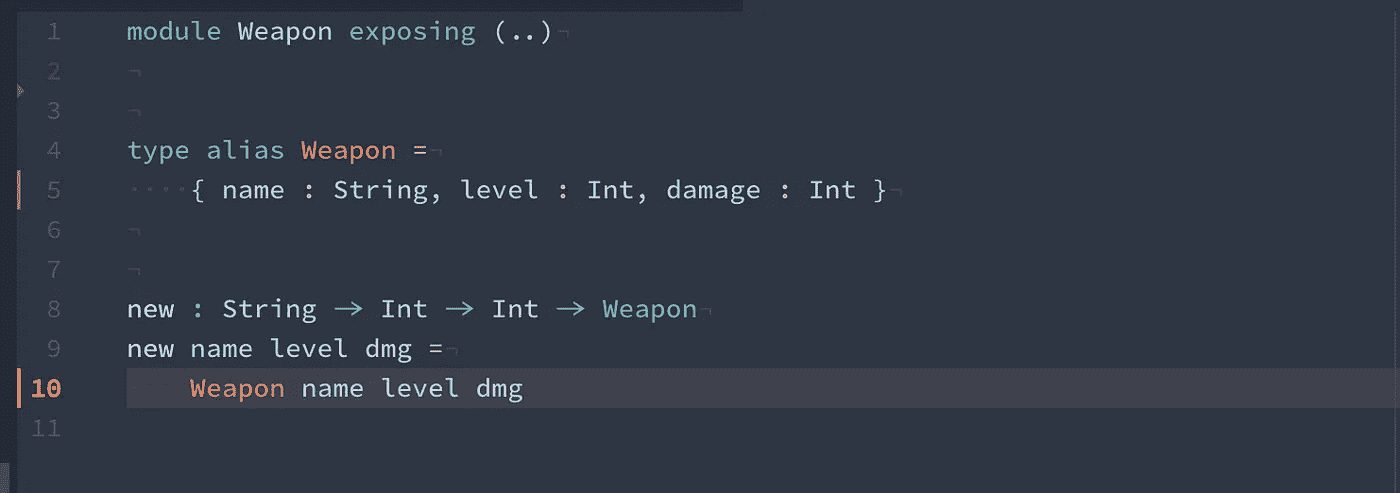 1 module Weapon exposing (..)¬
2 ¬
3 ¬
4 type alias Weapon =¬
5 ····{ name : String, level : Int, damage : Int }¬
6 ¬
7 ¬
8 new : String → Int → Int → Weapon¬
9 new name level dmg =¬
10 ····Weapon name level dmg
11